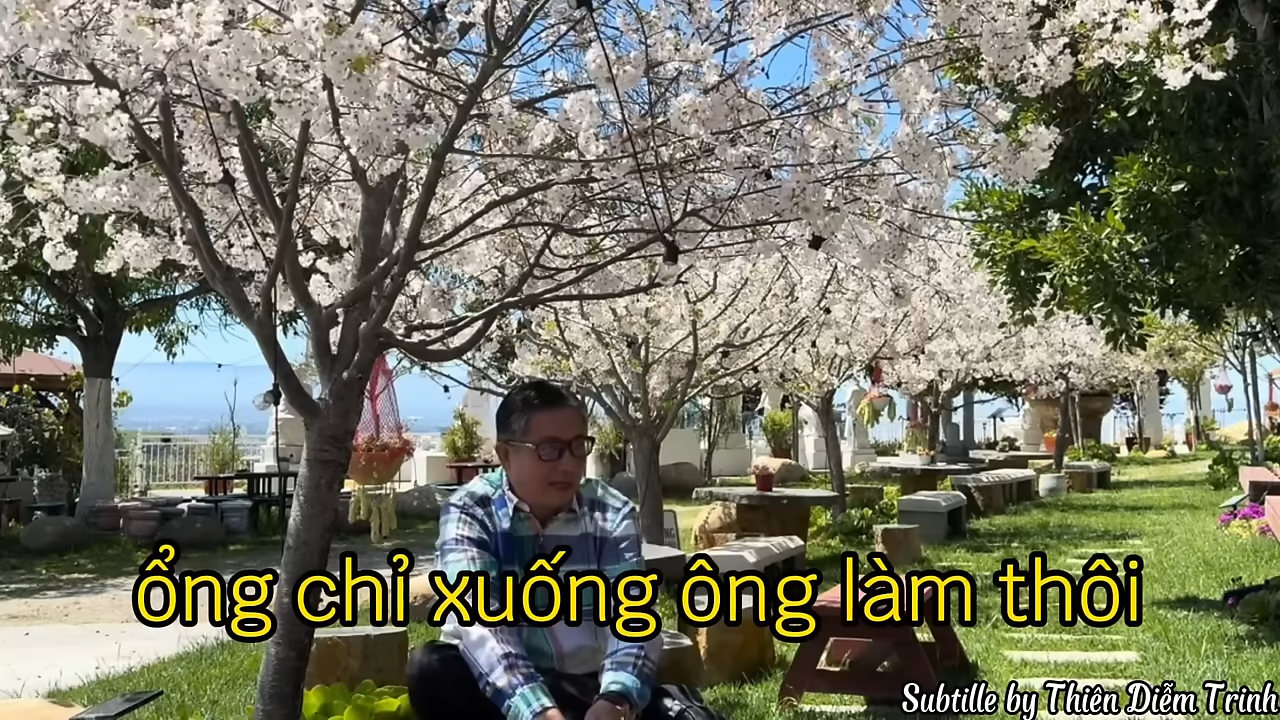 ổng chỉ xuống ông làm thôi
Subtille by Thiên Diễm Trinh